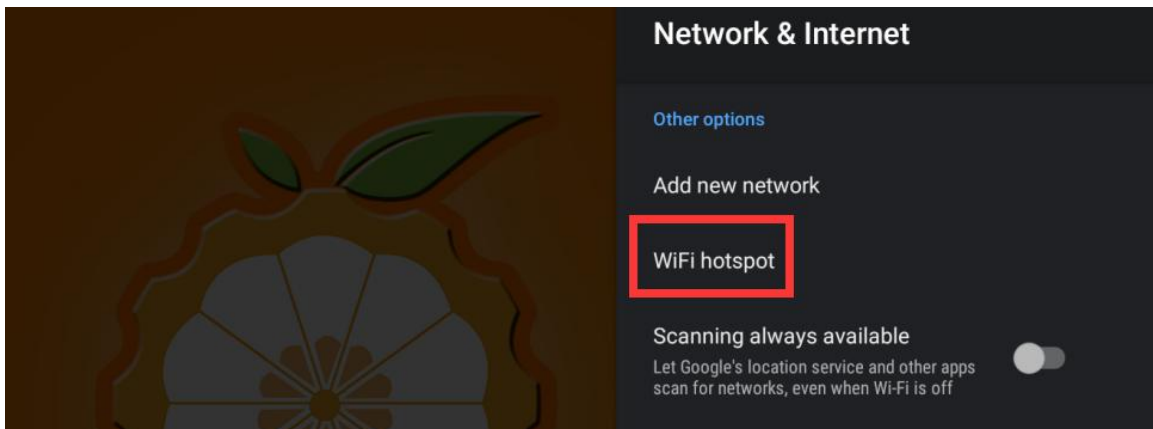 Network & Internet
Other options
Add new network
WiFi hotspot
Scanning always available
Let Google's location service and other apps
scan for networks, even when Wi-Fi is off